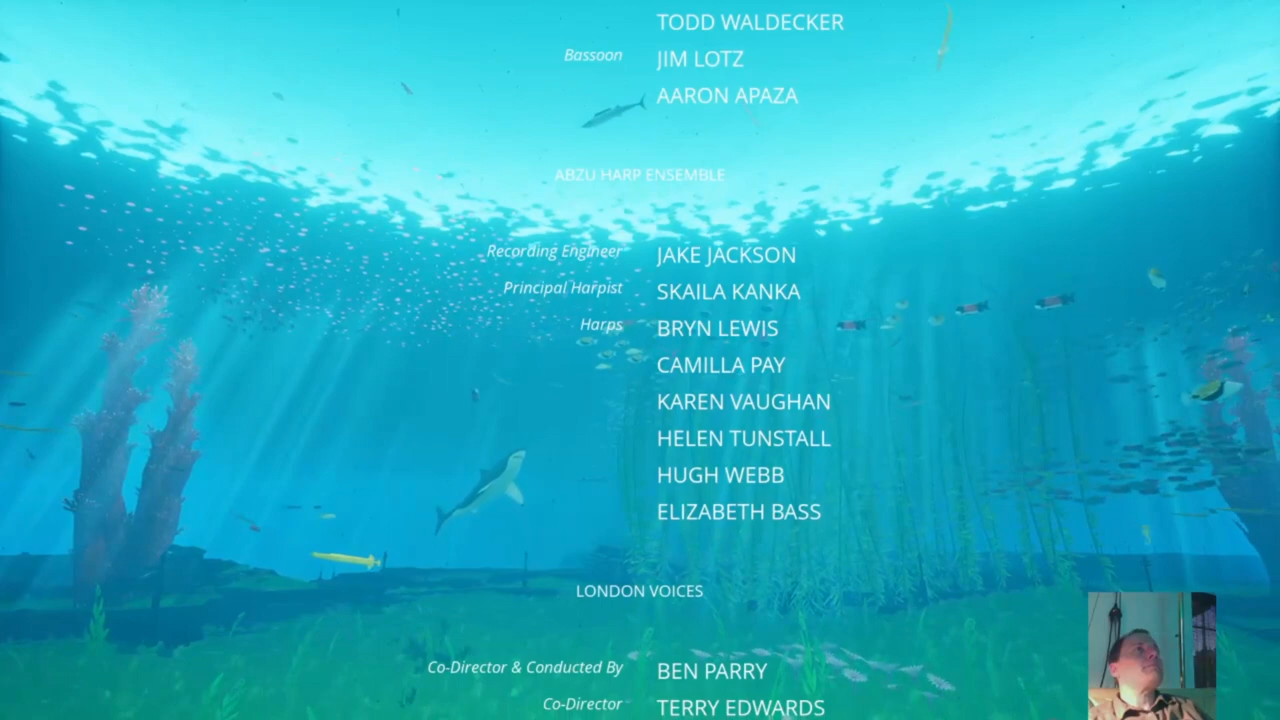 TODD WALDECKER
Bassoon JIM LOTZ
AARON APAZA
ABZU HARP ENSEMBLE
Recording Engineer JAKE JACKSON
Principal Harpist SKAILA KANKA
Harps BRYN LEWIS
CAMILLA PAY
KAREN VAUGHAN
HELEN TUNSTALL
HUGH WEBB
ELIZABETH BASS
LONDON VOICES
Co-Director & Conducted By BEN PARRY
Co-Director TERRY EDWARDS